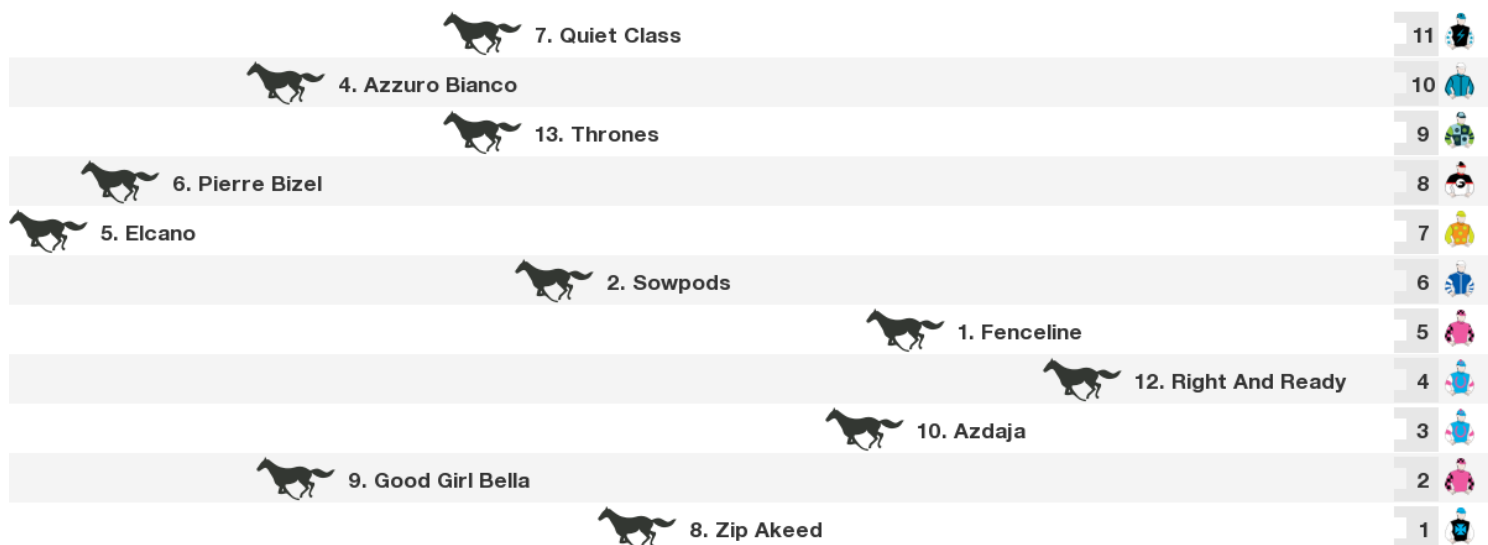 7. Quiet Class 11
4. Azzuro Bianco 10
13. Thrones 9
6. Pierre Bizel 8
5. Elcano 7
2. Sowpods 6
1. Fenceline 5
12. Right And Ready 4
10. Azdaja 3
9. Good Girl Bella 2
8. Zip Akeed 1